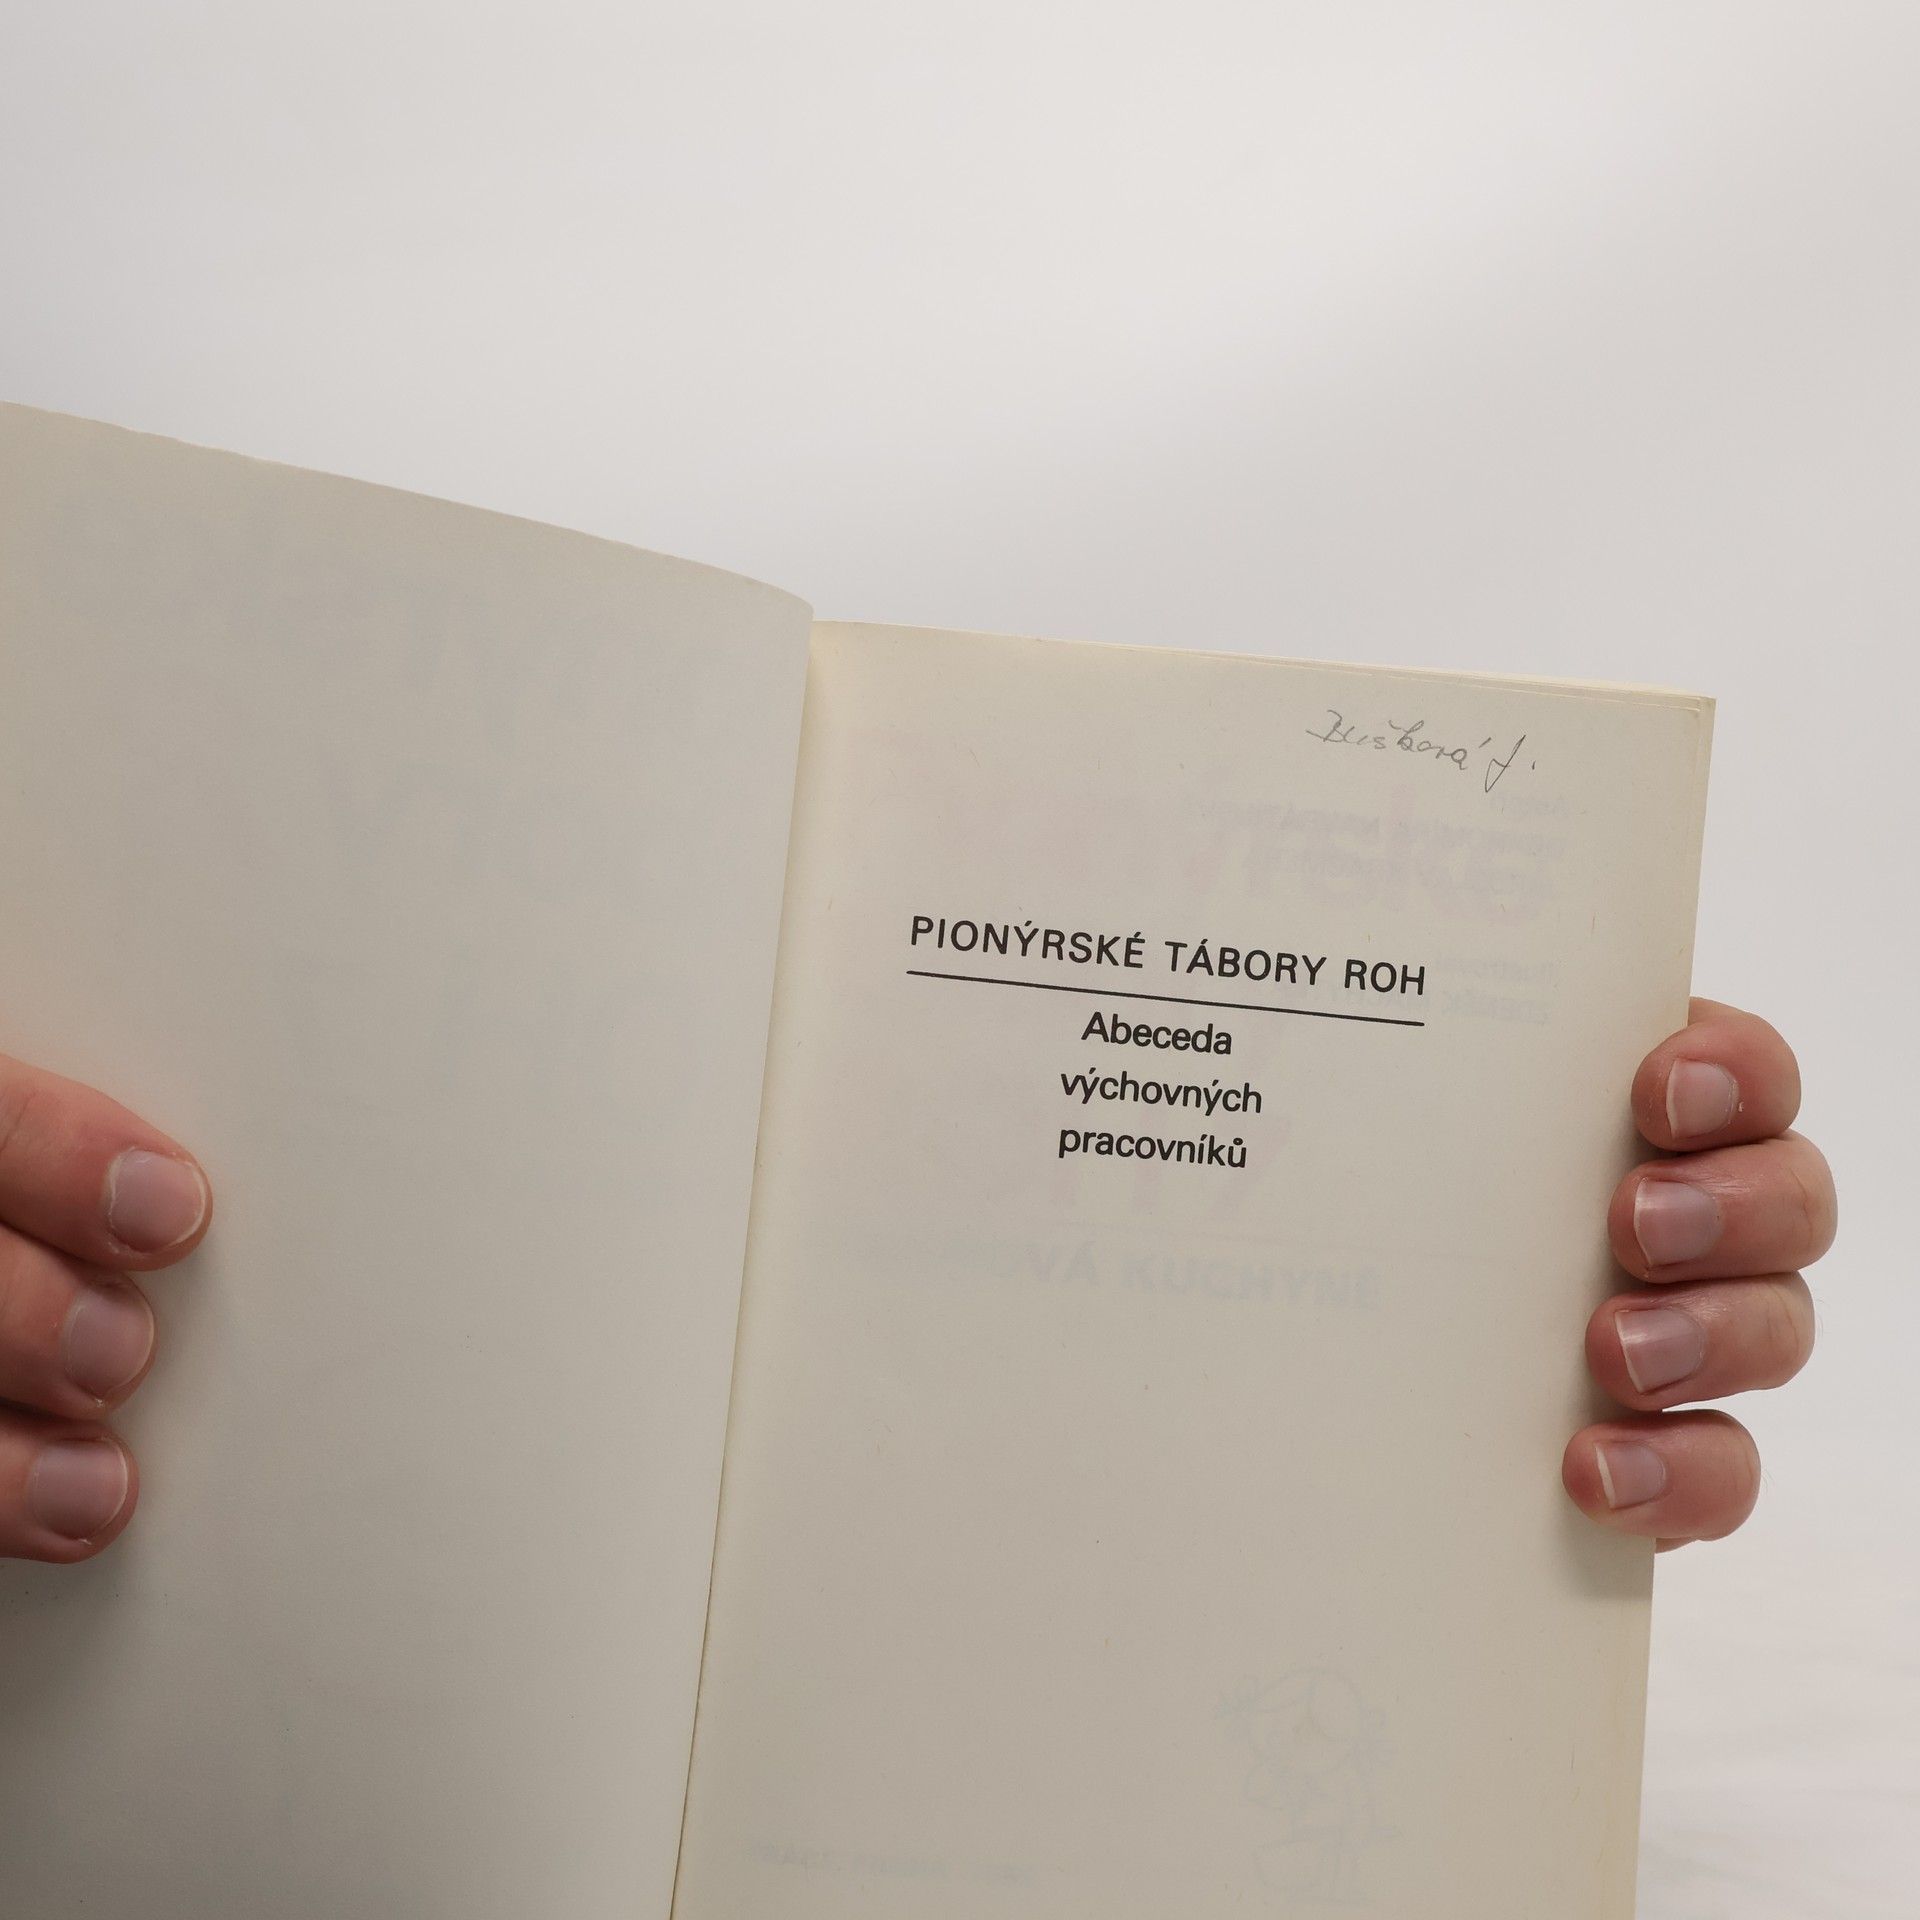 PIONÝRSKÉ TÁBORY ROH
Abeceda
výchovných
pracovníků